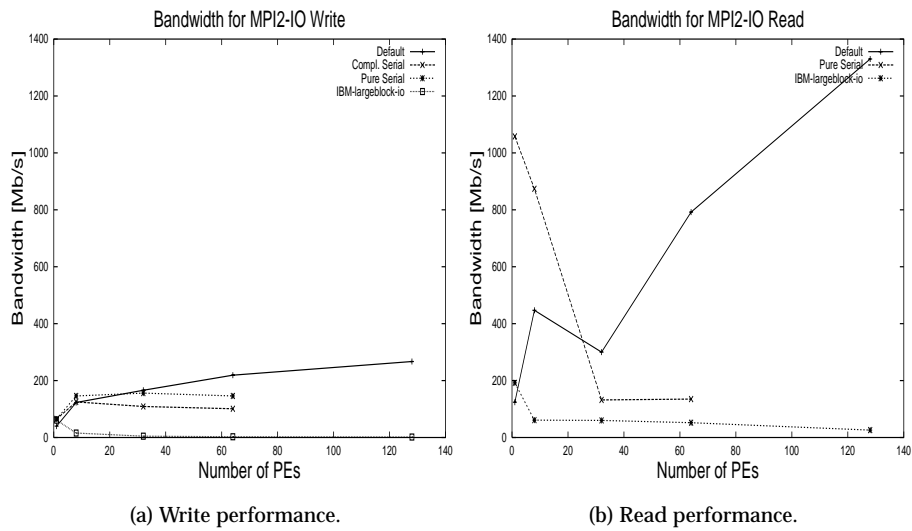 Bandwidth for MPI2-IO Write
Bandwidth [Mb/s]
1400
1200
1000
800
600
400
200
0
0 20 40 60 80 100 120 140
Number of PEs
Default
Compl. Serial
Pure Serial
IBM-largeblock-io
(a) Write performance.
Bandwidth for MPI2-IO Read
Bandwidth [Mb/s]
1400
1200
1000
800
600
400
200
0
0 20 40 60 80 100 120 140
Number of PEs
Default
Pure Serial
IBM-largeblock-io
(b) Read performance.